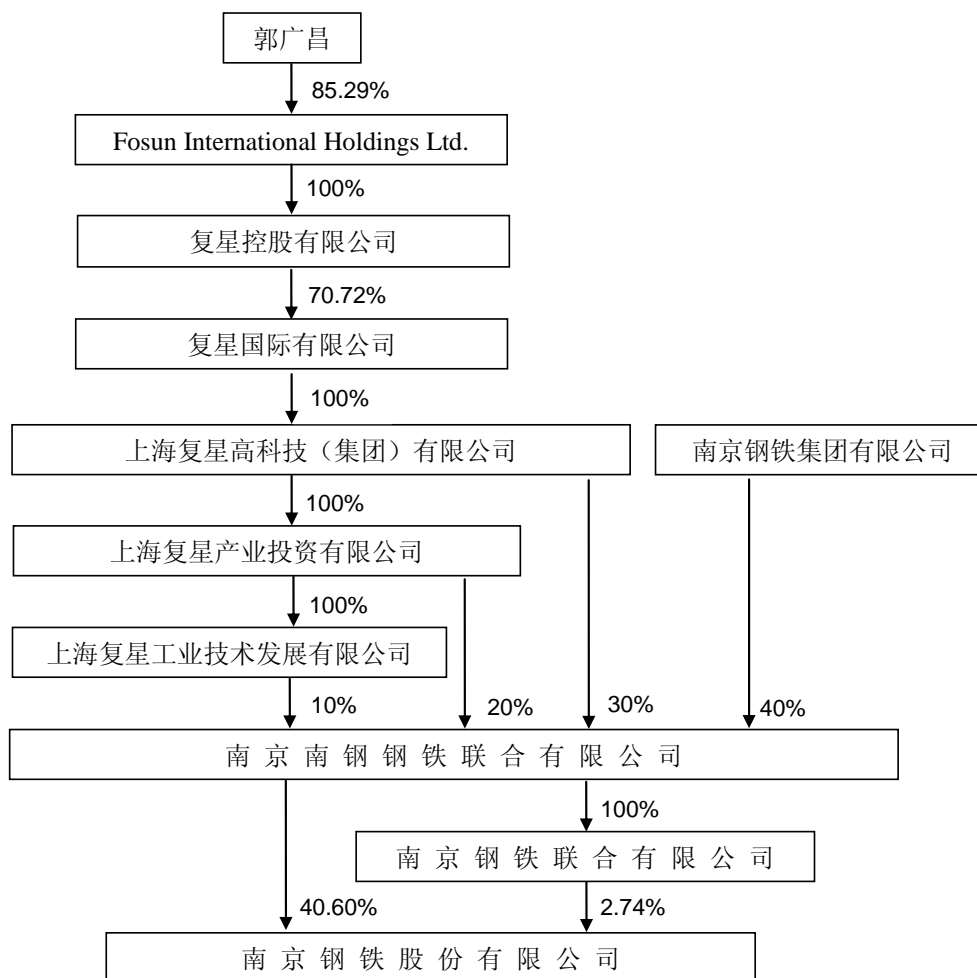 郭广昌
85.29%
Fosun International Holdings Ltd.
100%
复星控股有限公司
70.72%
复星国际有限公司
100%
上海复星高科技（集团）有限公司
南京钢铁集团有限公司
100%
上海复星产业投资有限公司
100%
上海复星工业技术发展有限公司
10%
20%
30%
40%
南京南钢钢铁联合有限公司
100%
南京钢铁联合有限公司
40.60%
2.74%
南京钢铁股份有限公司